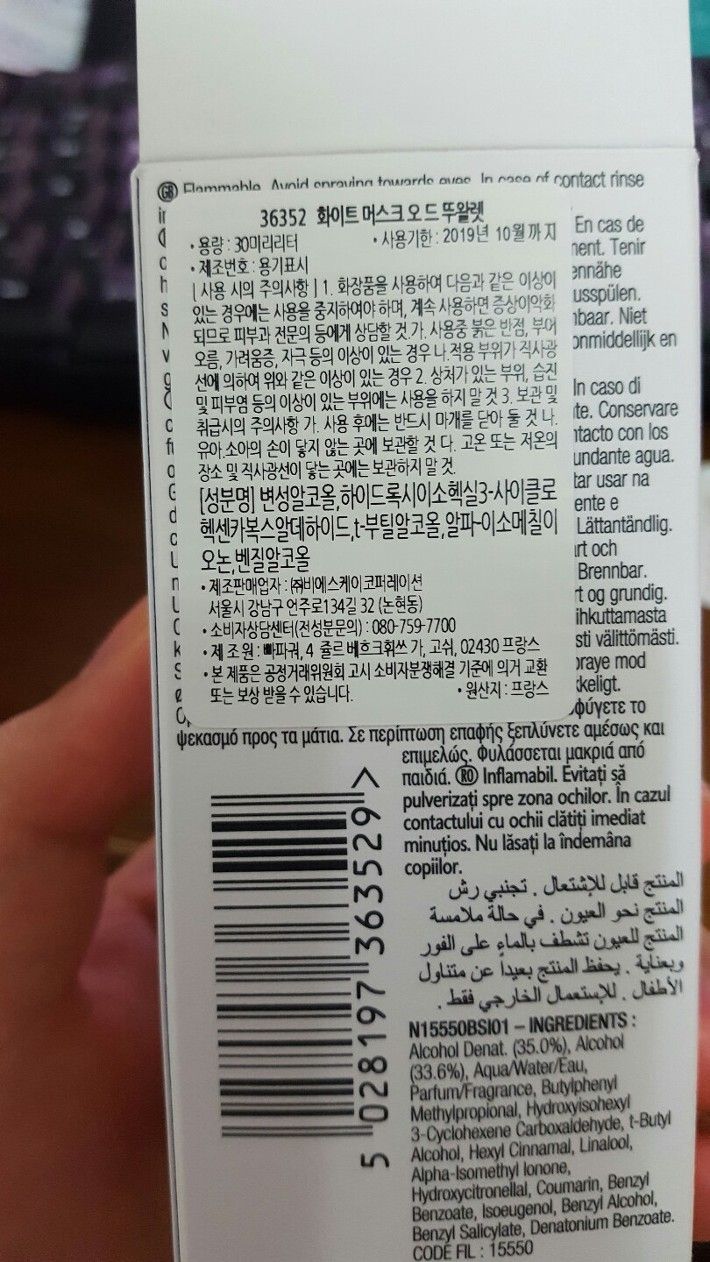 GB Flammable. Avoid spraying towards eyes. In case of contact rinse
36352 화이트 머스크 오 드 뚜왈렛
• 용량 : 30미리리터 • 사용기한 : 2019년 10월까지
• 제조번호 : 용기표시
| 사용 시의 주의사항 | 1. 화장품을 사용하여 다음과 같은 이상이
있는 경우에는 사용을 중지하여야 하며, 계속 사용하면 증상이악화
되므로 피부과 전문의 등에게 상담할 것 가. 사용중 붉은 반점, 부어
오름, 가려움증, 자극 등의 이상이 있는 경우 나.적용 부위가 직사광
선에 의하여 위와 같은 이상이 있는 경우 2. 상처가 있는 부위, 습진
및 피부염 등의 이상이 있는 부위에는 사용을 하지 말 것 3. 보관 및
취급시의 주의사항 가. 사용 후에는 반드시 마개를 닫아 둘 것 나.
유아·소아의 손이 닿지 않는 곳에 보관할 것 다. 고온 또는 저온의
장소 및 직사광선이 닿는 곳에는 보관하지 말 것.
[성분명] 변성알코올,하이드록시이소헥실3-사이클로
헥센카복스알데하이드,t-부틸알코올,알파-이소메칠이
오논,벤질알코올
• 제조판매업자 : ㈜비에스케이코퍼레이션
서울시 강남구 언주로134길 32 (논현동)
• 소비자상담센터(전성분문의) : 080-759-7700
• 제 조 원 : 빠파궈, 4 쥴르 베흐크휘쓰 가, 고쉬, 02430 프랑스
• 본 제품은 공정거래위원회 고시 소비자분쟁해결 기준에 의거 교환
또는 보상 받을 수 있습니다. • 원산지 : 프랑스
En cas de
ment. Tenir
ennähe
usspülen.
nbaar. Niet
onmiddellijk en
In caso di
te. Conservare
ntacto con los
undante agua.
tar usar na
ente e
Lättantändlig.
rt och
Brennbar.
rt og grundig.
ihkuttamasta
sti välittömästi.
praye mod
keligt.
φύγετε το
ψεκασμό προς τα μάτια. Σε περίπτωση επαφής ξεπλύνετε αμέσως και
επιμελώς. Φυλάσσεται μακριά από
παιδιά. RO Inflamabil. Evitați să
pulverizați spre zona ochilor. În cazul
contactului cu ochii clătiți imediat
minuțios. Nu lăsați la îndemâna
copiilor.
المنتج قابل للإشتعال . تجنبي رش
المنتج نحو العيون . في حالة ملامسة
المنتج للعيون تشطف بالماء على الفور
وبعناية . يحفظ المنتج بعيداً عن متناول
الأطفال . للإستعمال الخارجي فقط .
N15550BSI01 – INGREDIENTS :
Alcohol Denat. (35.0%), Alcohol
(33.6%), Aqua/Water/Eau,
Parfum/Fragrance, Butylphenyl
Methylpropional, Hydroxyisohexyl
3-Cyclohexene Carboxaldehyde, t-Butyl
Alcohol, Hexyl Cinnamal, Linalool,
Alpha-Isomethyl Ionone,
Hydroxycitronellal, Coumarin, Benzyl
Benzoate, Isoeugenol, Benzyl Alcohol,
Benzyl Salicylate, Denatonium Benzoate.
CODE FIL : 15550
5 028197 363529 >